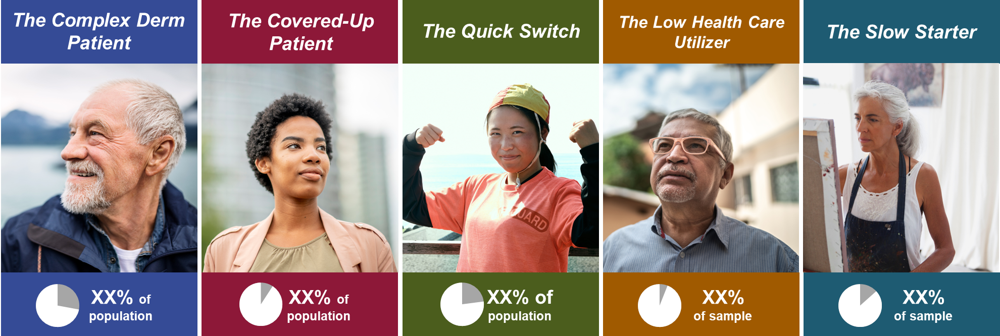 The Complex Derm
Patient
The Covered-Up
Patient
The Quick Switch
The Low Health Care
Utilizer
The Slow Starter
GUARD
XX% of
population
XX% of
population
XX% of
population
XX%
of sample
XX%
of sample